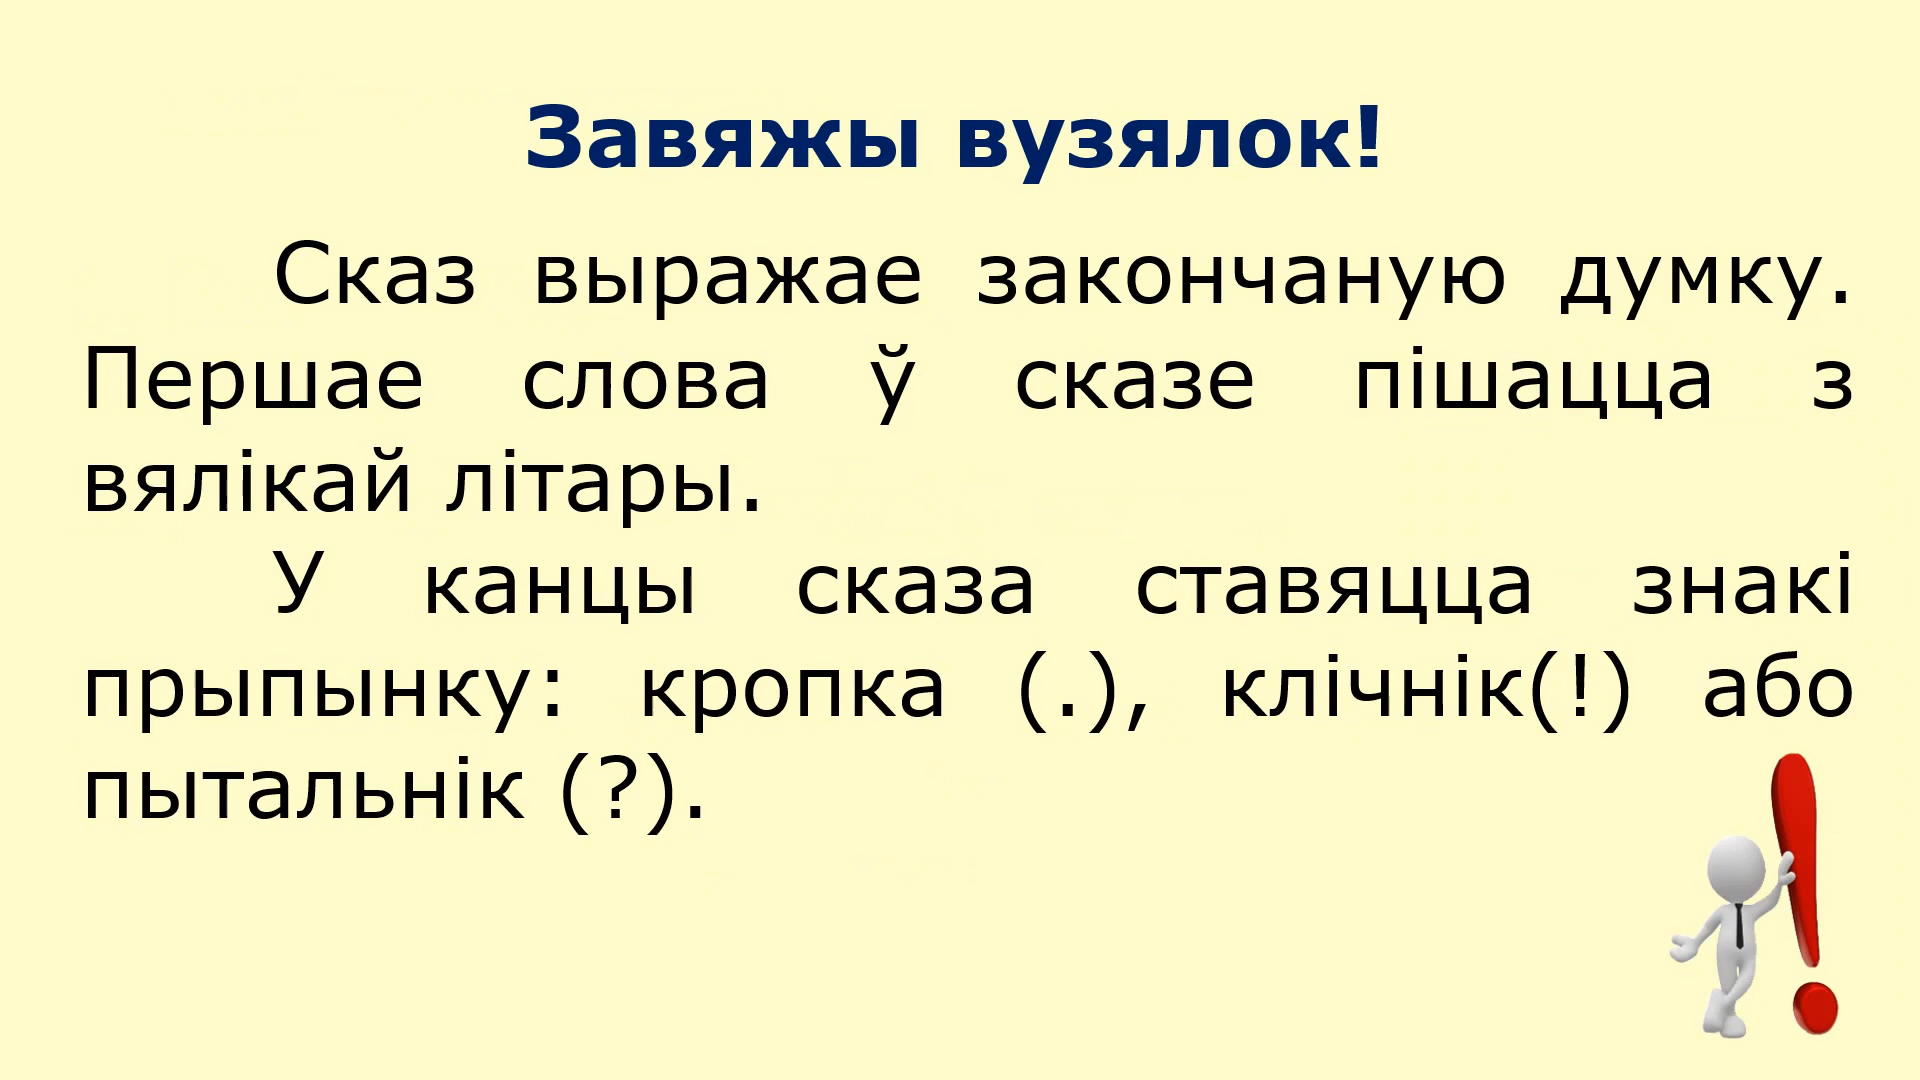 Завяжы вузялок!
Сказ выражае закончаную думку.
Першае слова ў сказе пішацца з
вялікай літары.
У канцы сказа ставяцца знакі
прыпынку: кропка (.), клічнік(!) або
пытальнік (?).